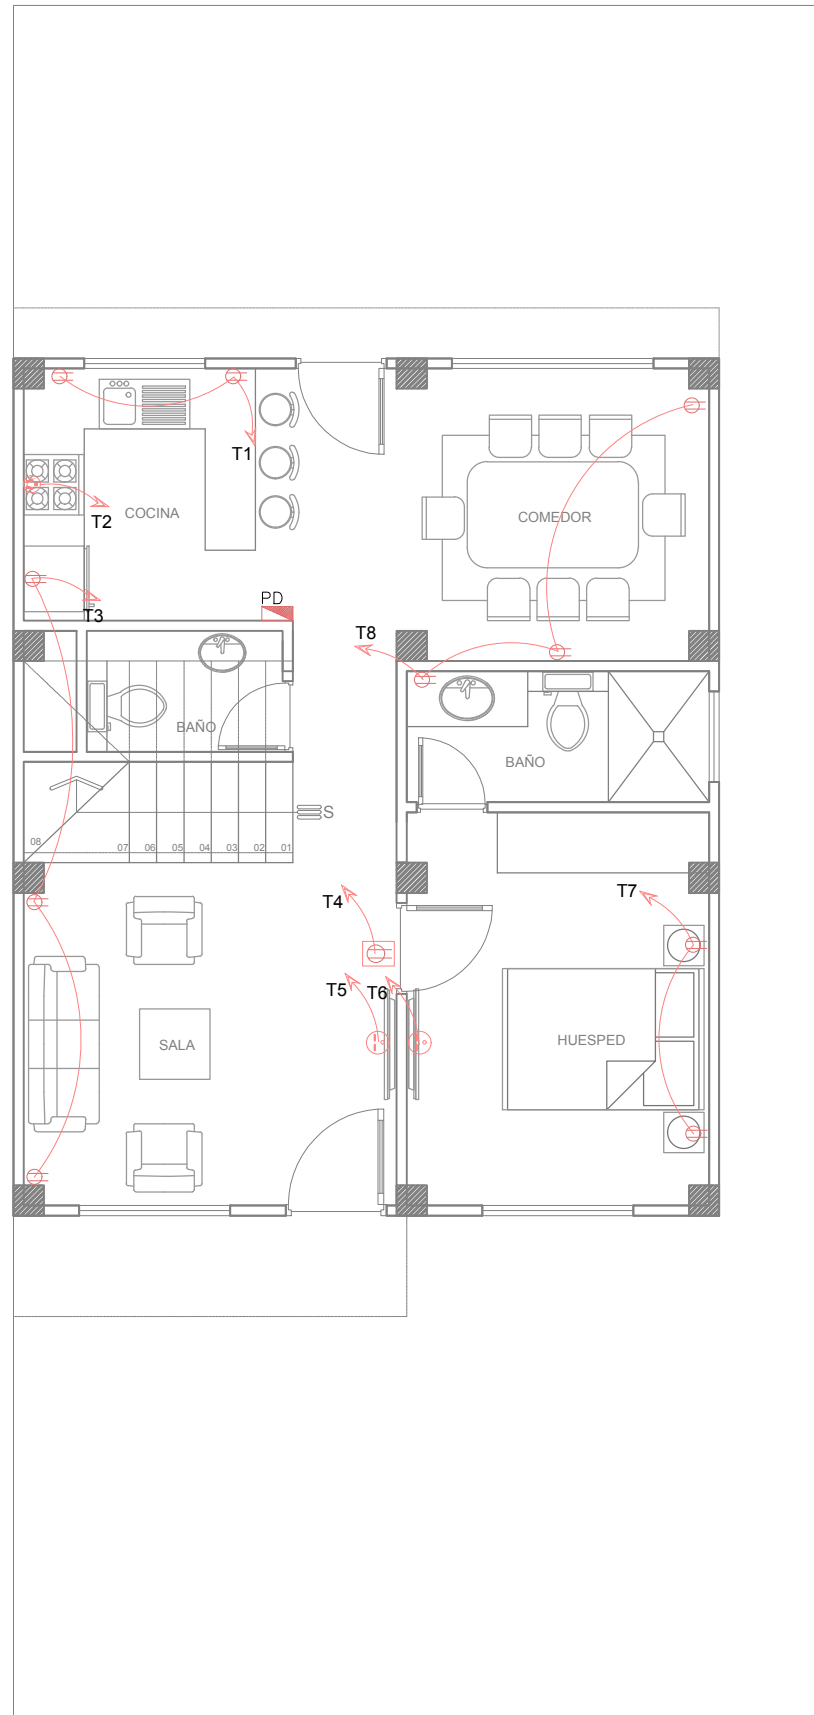 T1
T2
COCINA
COMEDOR
T3
PD
T8
BAÑO
BAÑO
S
08
07
06
05
04
03
02
01
T4
T7
T5
T6
SALA
HUESPED